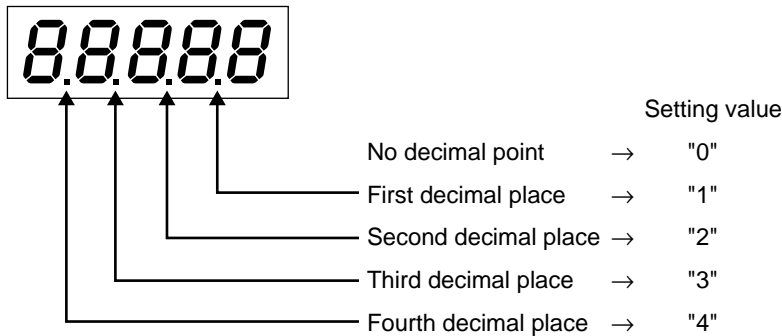 8.8.8.8.8
Setting value
No decimal point → "0"
First decimal place → "1"
Second decimal place → "2"
Third decimal place → "3"
Fourth decimal place → "4"